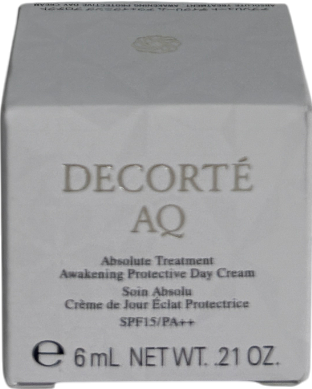 DECORTÉ
AQ
Absolute Treatment
Awakening Protective Day Cream
Soin Absolu
Crème de Jour Éclat Protectrice
SPF15/PA++
℮ 6 mL NET WT. .21 OZ.